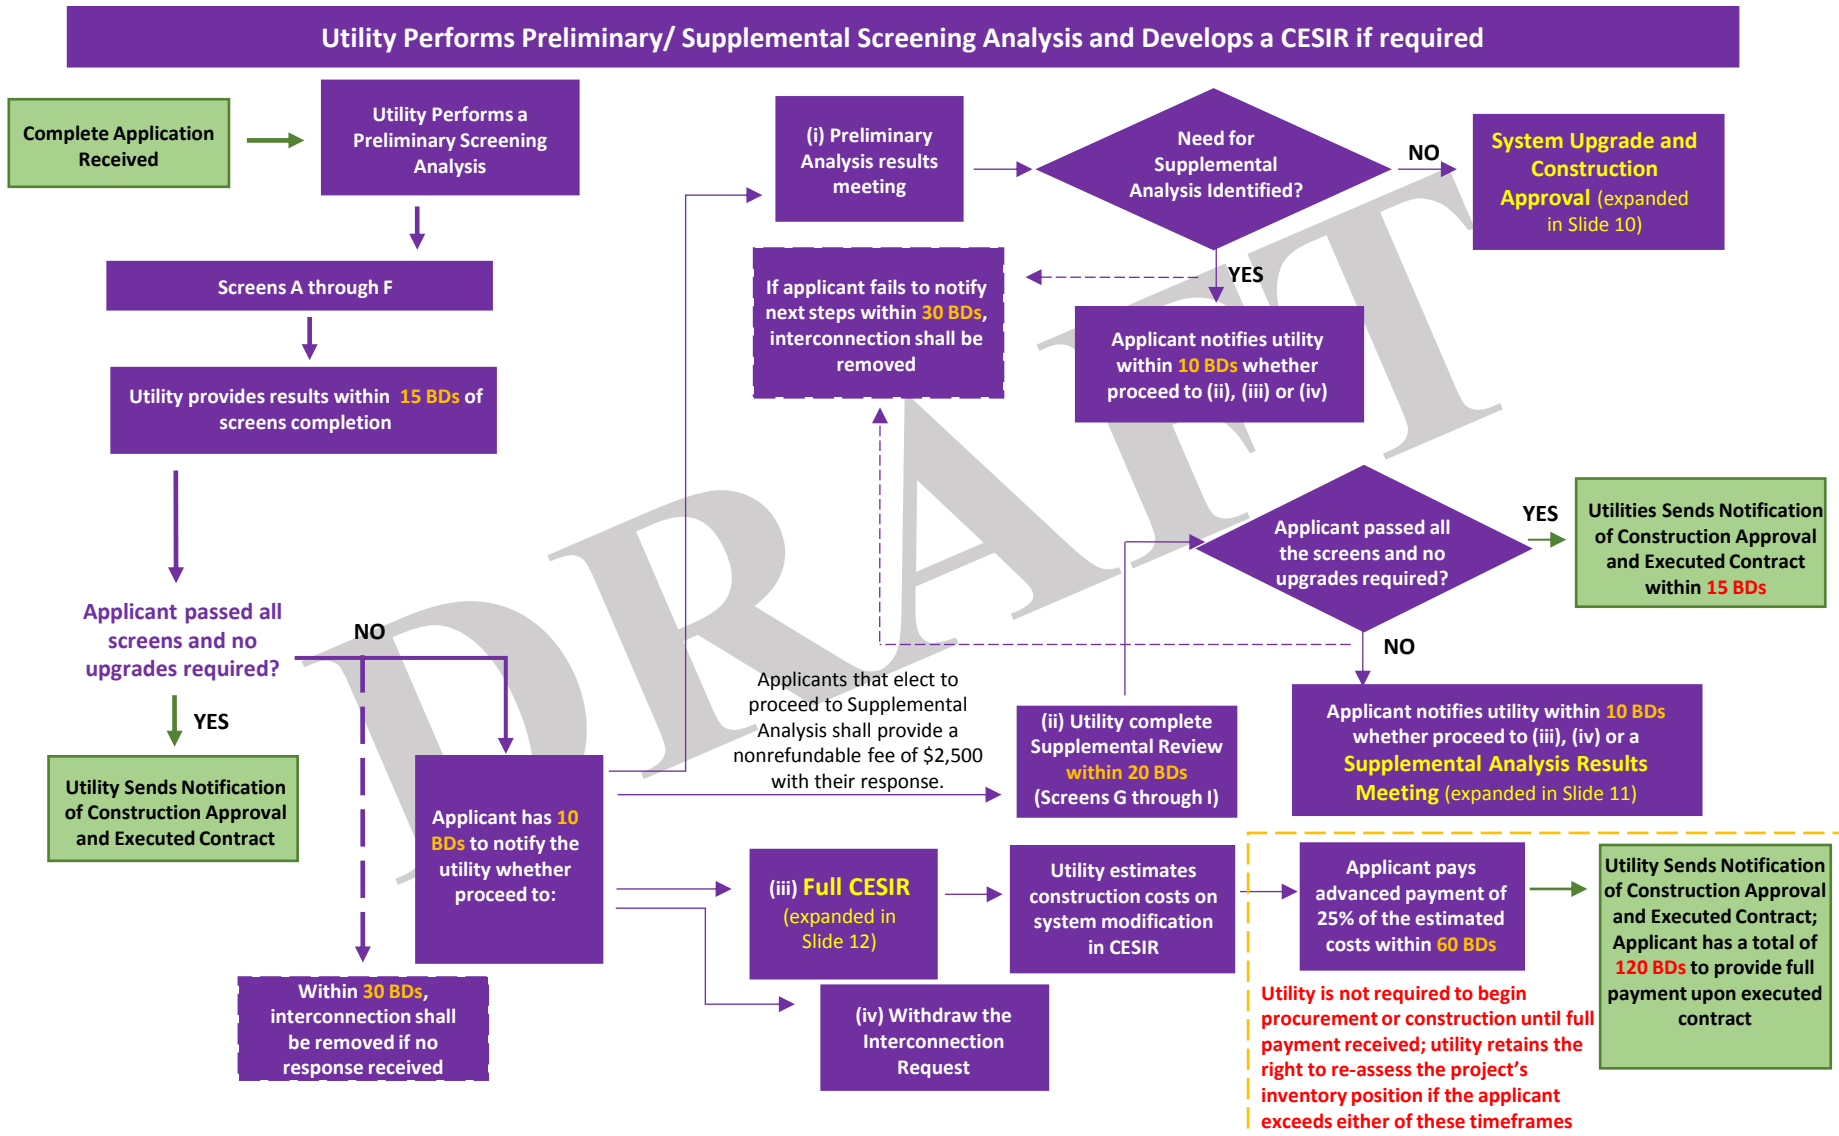 Utility Performs Preliminary/ Supplemental Screening Analysis and Develops a CESIR if required
Complete Application
Received
Utility Performs a
Preliminary Screening
Analysis
Screens A through F
Utility provides results within 15 BDs of
screens completion
Applicant passed all
screens and no
upgrades required?
NO
YES
Utility Sends Notification
of Construction Approval
and Executed Contract
Within 30 BDs,
interconnection shall
be removed if no
response received
Applicant has 10
BDs to notify the
utility whether
proceed to:
(i) Preliminary
Analysis results
meeting
Need for
Supplemental
Analysis Identified?
NO
System Upgrade and
Construction
Approval (expanded
in Slide 10)
YES
If applicant fails to notify
next steps within 30 BDs,
interconnection shall be
removed
Applicant notifies utility
within 10 BDs whether
proceed to (ii), (iii) or (iv)
Applicant passed all
the screens and no
upgrades required?
YES
Utilities Sends Notification
of Construction Approval
and Executed Contract
within 15 BDs
NO
Applicants that elect to
proceed to Supplemental
Analysis shall provide a
nonrefundable fee of $2,500
with their response.
(ii) Utility complete
Supplemental Review
within 20 BDs
(Screens G through I)
Applicant notifies utility within 10 BDs
whether proceed to (iii), (iv) or a
Supplemental Analysis Results
Meeting (expanded in Slide 11)
(iii) Full CESIR
(expanded in
Slide 12)
Utility estimates
construction costs on
system modification
in CESIR
Applicant pays
advanced payment of
25% of the estimated
costs within 60 BDs
Utility Sends Notification
of Construction Approval
and Executed Contract;
Applicant has a total of
120 BDs to provide full
payment upon executed
contract
(iv) Withdraw the
Interconnection
Request
Utility is not required to begin
procurement or construction until full
payment received; utility retains the
right to re-assess the project's
inventory position if the applicant
exceeds either of these timeframes
DRAFT